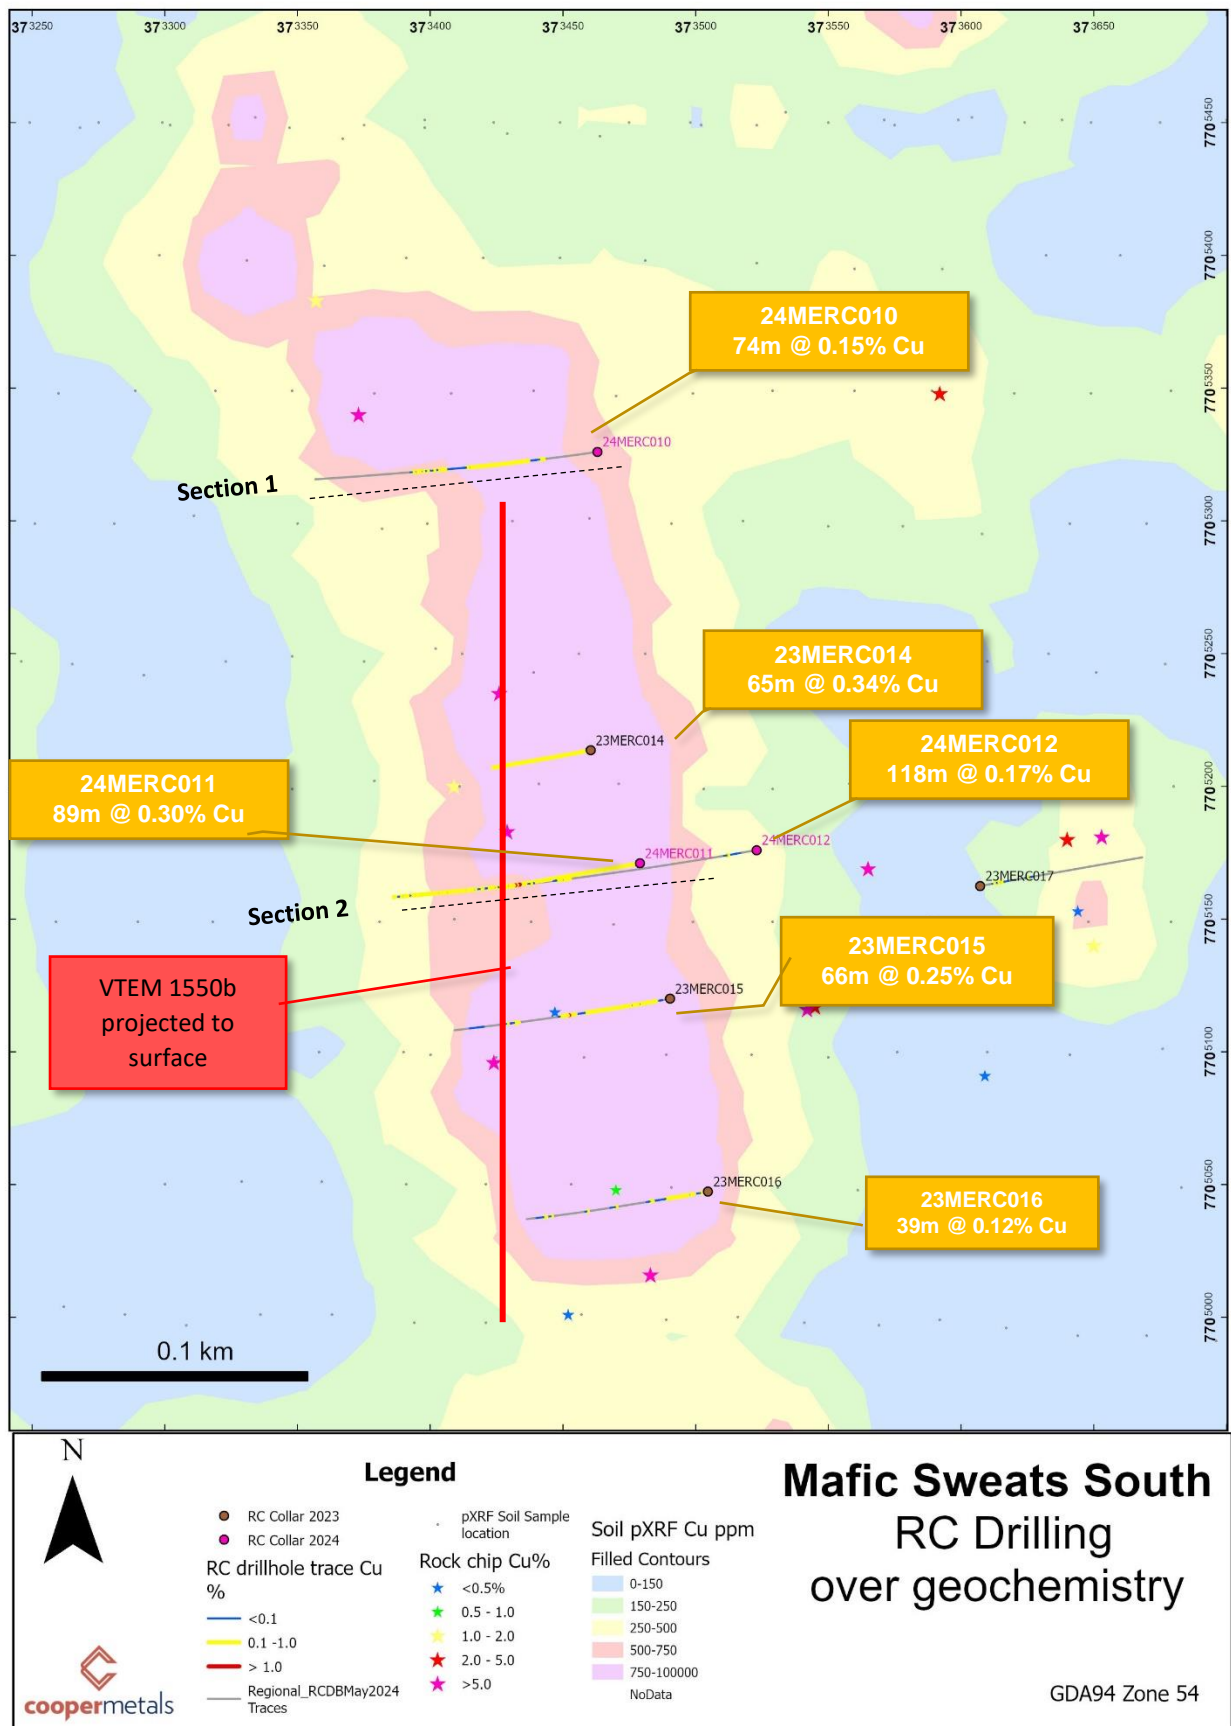 373250 373300 373350 373400 373450 373500 373550 373600 373650
7705450
7705400
7705350
7705300
7705250
7705200
7705150
7705100
7705050
7705000
24MERC010
74m @ 0.15% Cu
24MERC010
Section 1
23MERC014
65m @ 0.34% Cu
23MERC014
24MERC012
118m @ 0.17% Cu
24MERC011
89m @ 0.30% Cu
24MERC011
24MERC012
23MERC017
Section 2
23MERC015
66m @ 0.25% Cu
VTEM 1550b
projected to
surface
23MERC015
23MERC016
23MERC016
39m @ 0.12% Cu
0.1 km
N
Legend
RC Collar 2023
RC Collar 2024
RC drillhole trace Cu
%
<0.1
0.1 -1.0
> 1.0
Regional_RCDBMay2024
Traces
pXRF Soil Sample
location
Rock chip Cu%
<0.5%
0.5 - 1.0
1.0 - 2.0
2.0 - 5.0
>5.0
Soil pXRF Cu ppm
Filled Contours
0-150
150-250
250-500
500-750
750-100000
NoData
Mafic Sweats South
RC Drilling
over geochemistry
GDA94 Zone 54
coopermetals